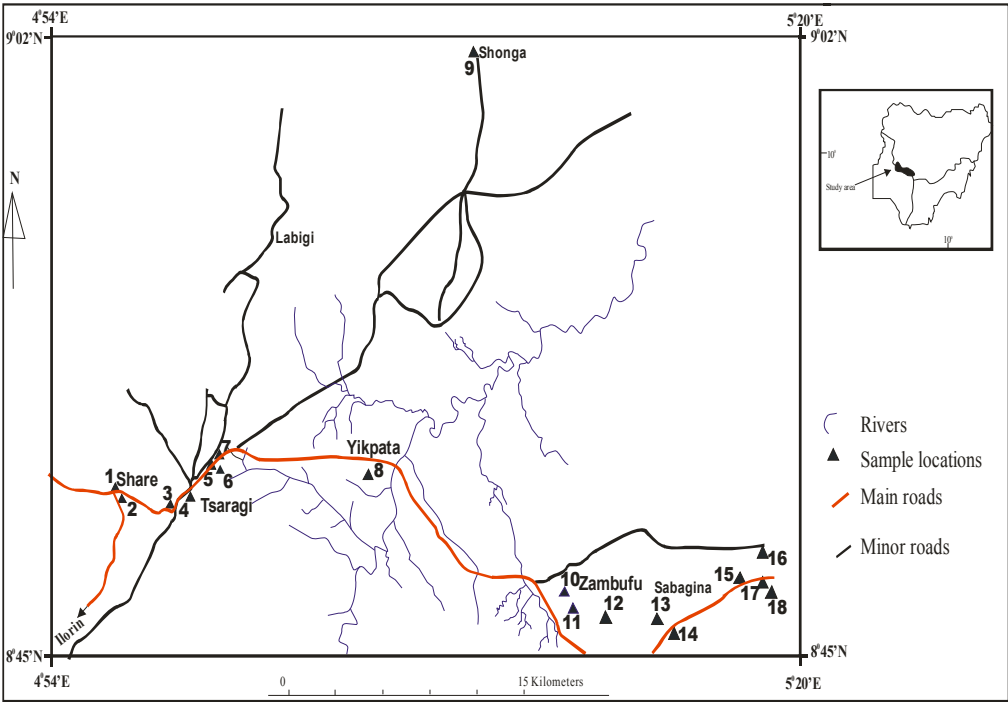 4°54'E
5°20'E
9°02'N
9°02'N
Shonga
9
10°
Study area
10°
N
Labigi
Rivers
Sample locations
Main roads
Minor roads
7
Yikpata
8
5
6
1
Share
2
3
4
Tsaragi
Ilorin
16
10
Zambufu
15
Sabagina
17
18
11
12
13
14
8°45'N
8°45'N
4°54'E
5°20'E
0
15 Kilometers